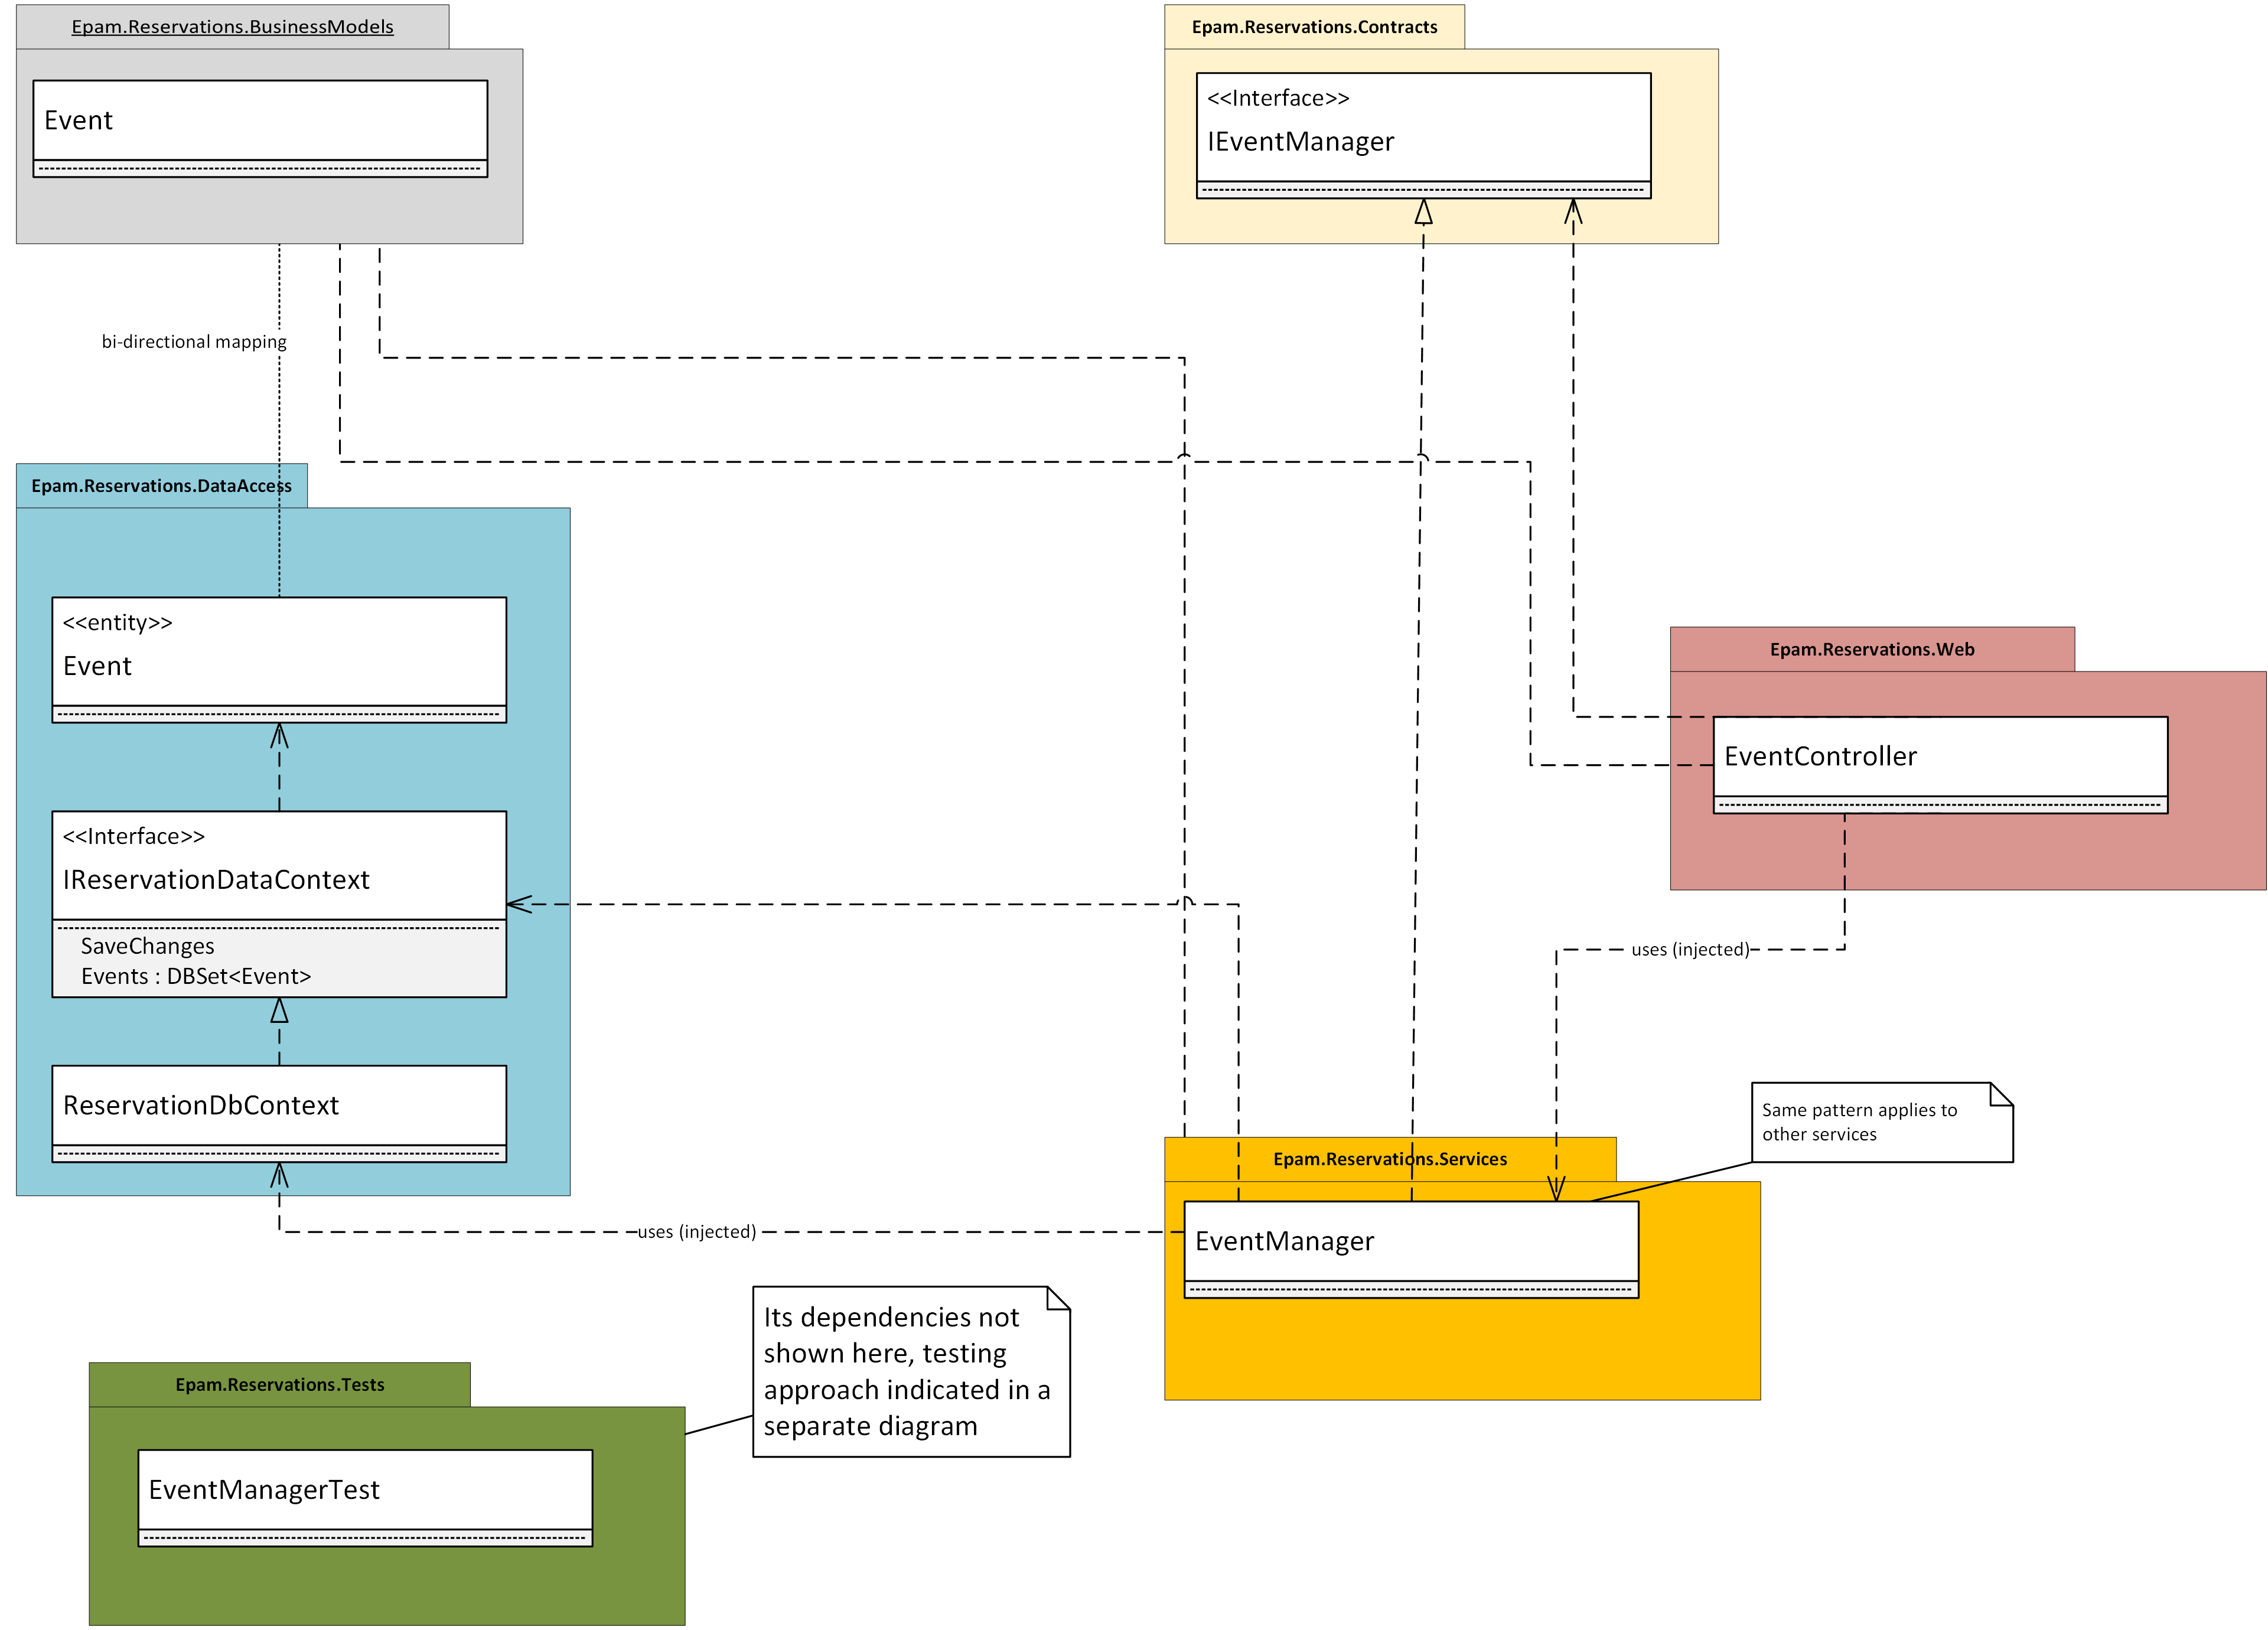 Epam.Reservations.BusinessModels
Event
Epam.Reservations.Contracts
<<Interface>>
IEventManager
bi-directional mapping
Epam.Reservations.DataAccess
<<entity>>
Event
<<Interface>>
IReservationDataContext
SaveChanges
Events : DBSet<Event>
ReservationDbContext
Epam.Reservations.Web
EventController
uses (injected)
Same pattern applies to
other services
Epam.Reservations.Services
EventManager
uses (injected)
Its dependencies not
shown here, testing
approach indicated in a
separate diagram
Epam.Reservations.Tests
EventManagerTest